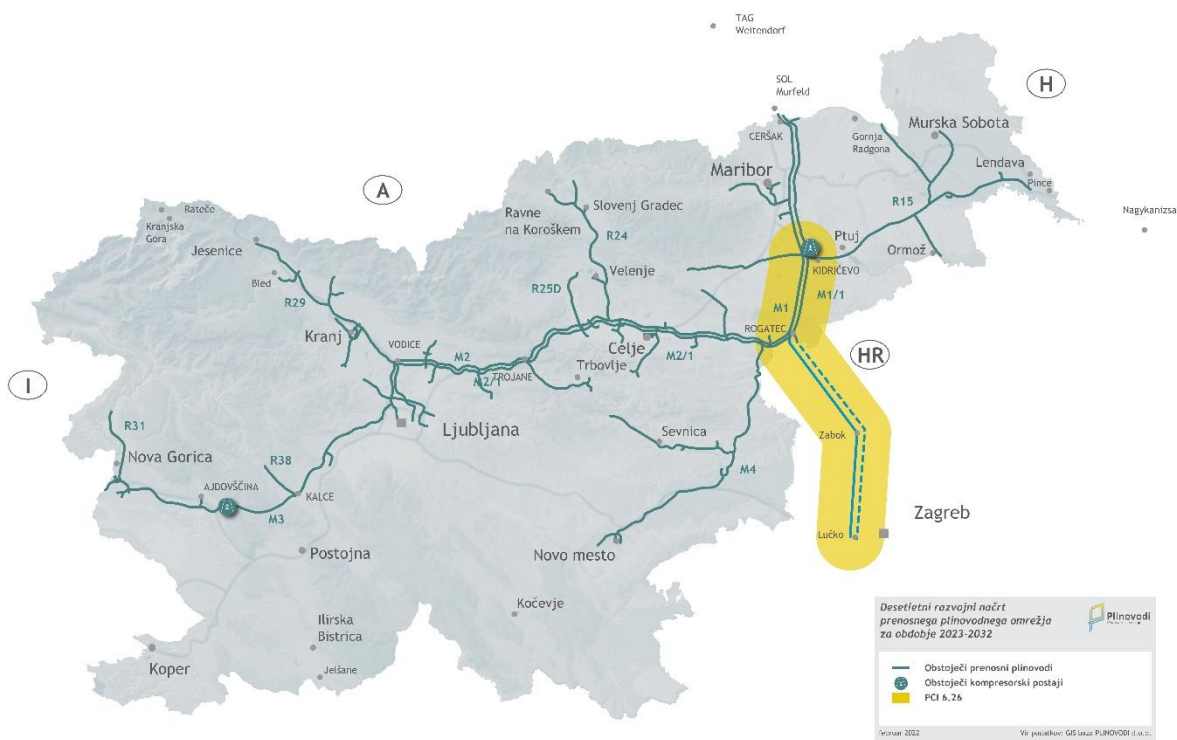 TAG
Weitendorf
SOL
Murfeld
H
CERŠAK
Gornja
Radgona
Murska Sobota
Maribor
Lendava
Pince
A
Rateče
Kranjska
Gora
Ravne
na Koroškem
Slovenj Gradec
R15
Nagykanizsa
Jesenice
R24
Ptuj
Ormož
KIDRIČEVO
Bled
Velenje
R29
R25D
M1
M1/1
ROGATEC
Kranj
VODICE
M2
Celje
HR
M2/1
TROJANE
M2/1
Trbovlje
I
R31
Ljubljana
Sevnica
Zabok
Nova Gorica
R38
M4
AJDOVŠČINA
KALCE
M3
Zagreb
Lučko
Postojna
Novo mesto
Kočevje
Ilirska
Bistrica
Koper
Jelšane
Desetletni razvojni načrt
prenosnega plinovodnega omrežja
za obdobje 2023-2032
Plinovodi
Obstoječi prenosni plinovodi
Obstoječi kompresorski postaji
PCI 6.26
februar 2022
Vir podatkov: GIS baza PLINOVODI d.o.o.